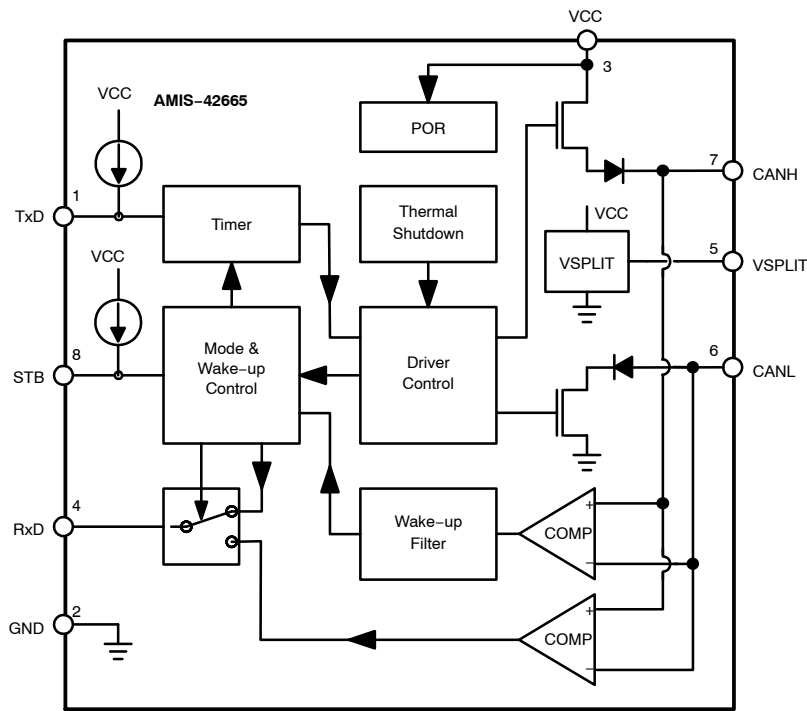 VCC
3
VCC
AMIS−42665
POR
7
CANH
1
TxD
Timer
Thermal
Shutdown
VCC
VSPLIT
5
VSPLIT
VCC
8
STB
Mode &
Wake−up
Control
Driver
Control
6
CANL
4
RxD
Wake−up
Filter
+
COMP
−
2
GND
+
COMP
−